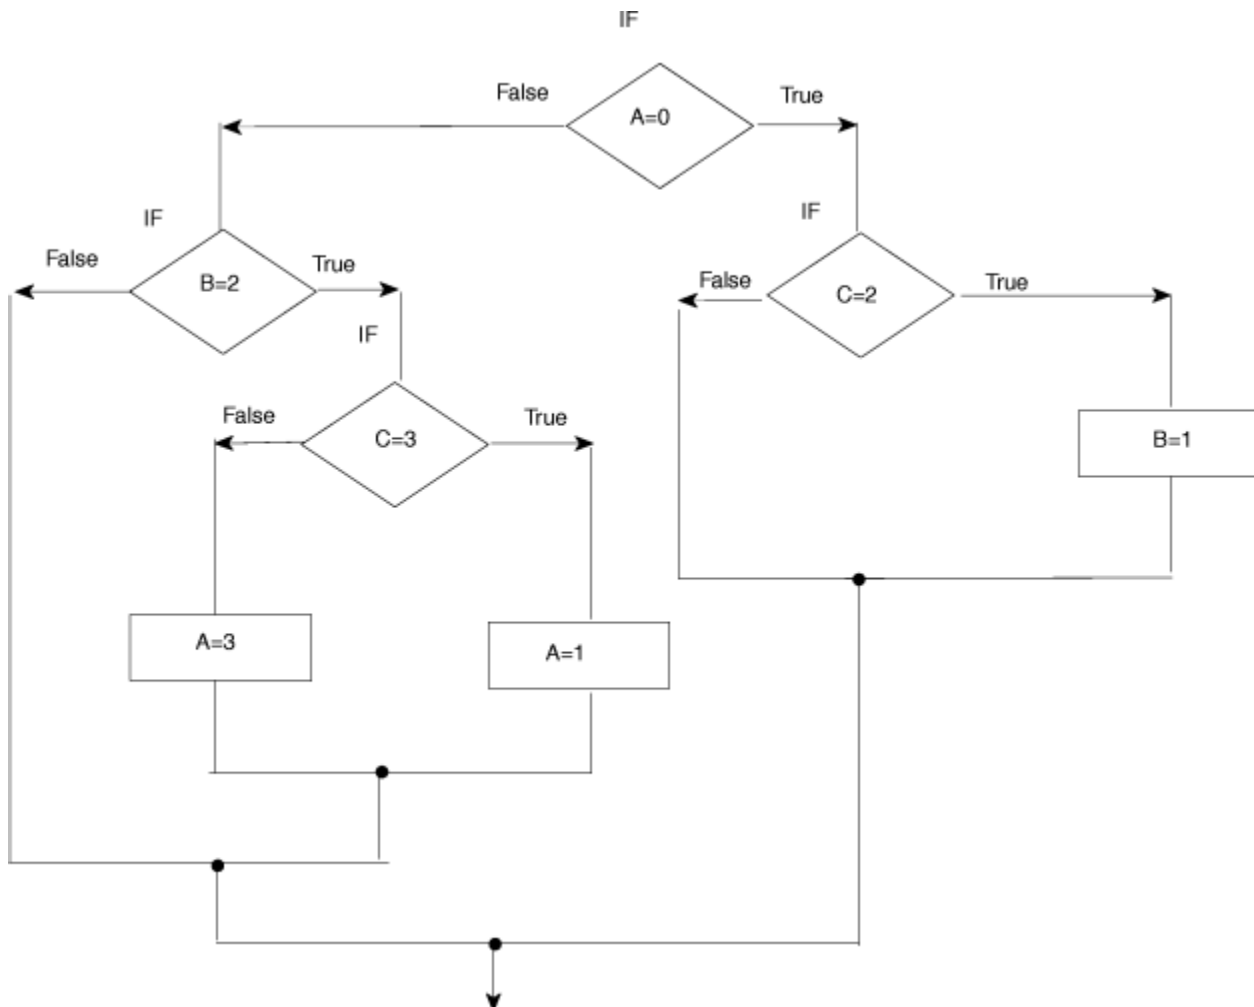 IF
False
A=0
True
IF
IF
False
B=2
True
False
C=2
True
IF
False
C=3
True
B=1
A=3
A=1